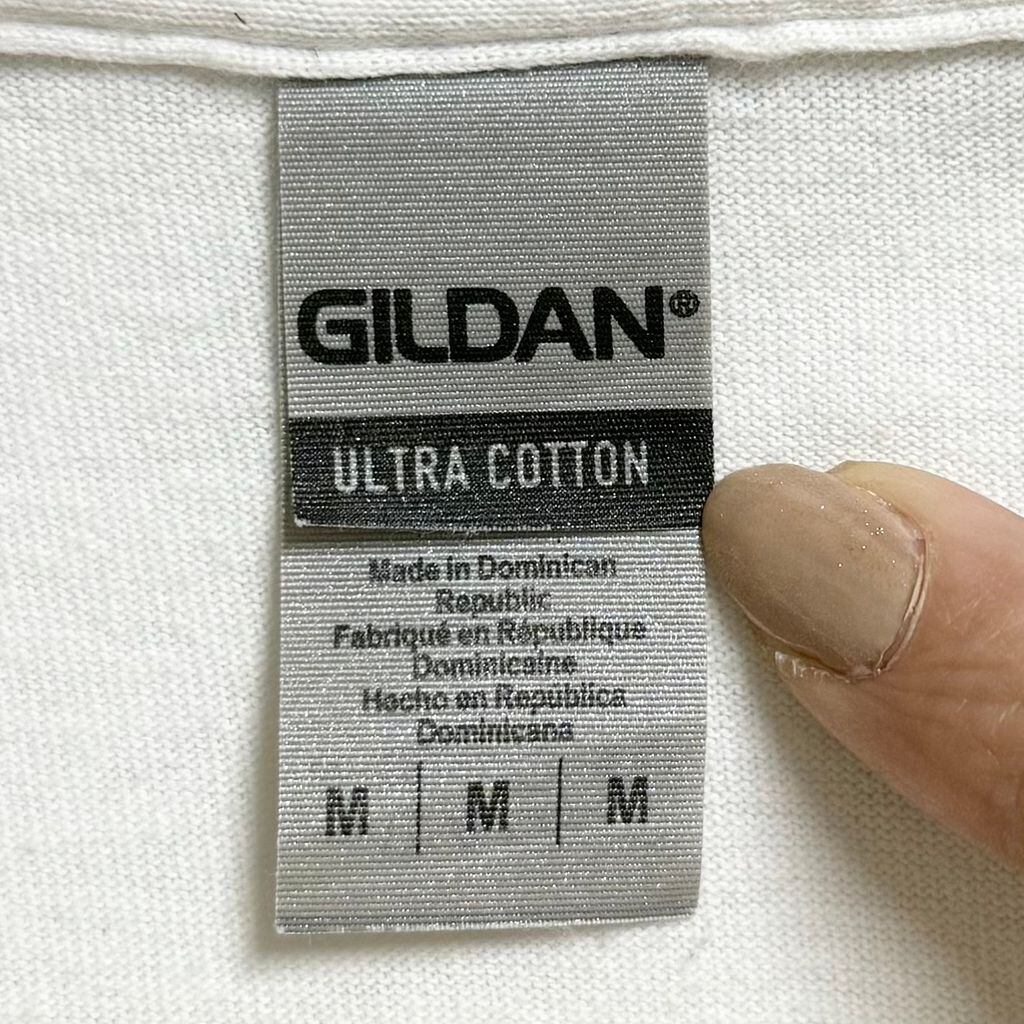 GILDAN®
ULTRA COTTON
Made in Dominican
Republic
Fabriqué en République
Dominicaine
Hecho en Republica
Dominicana
M | M | M